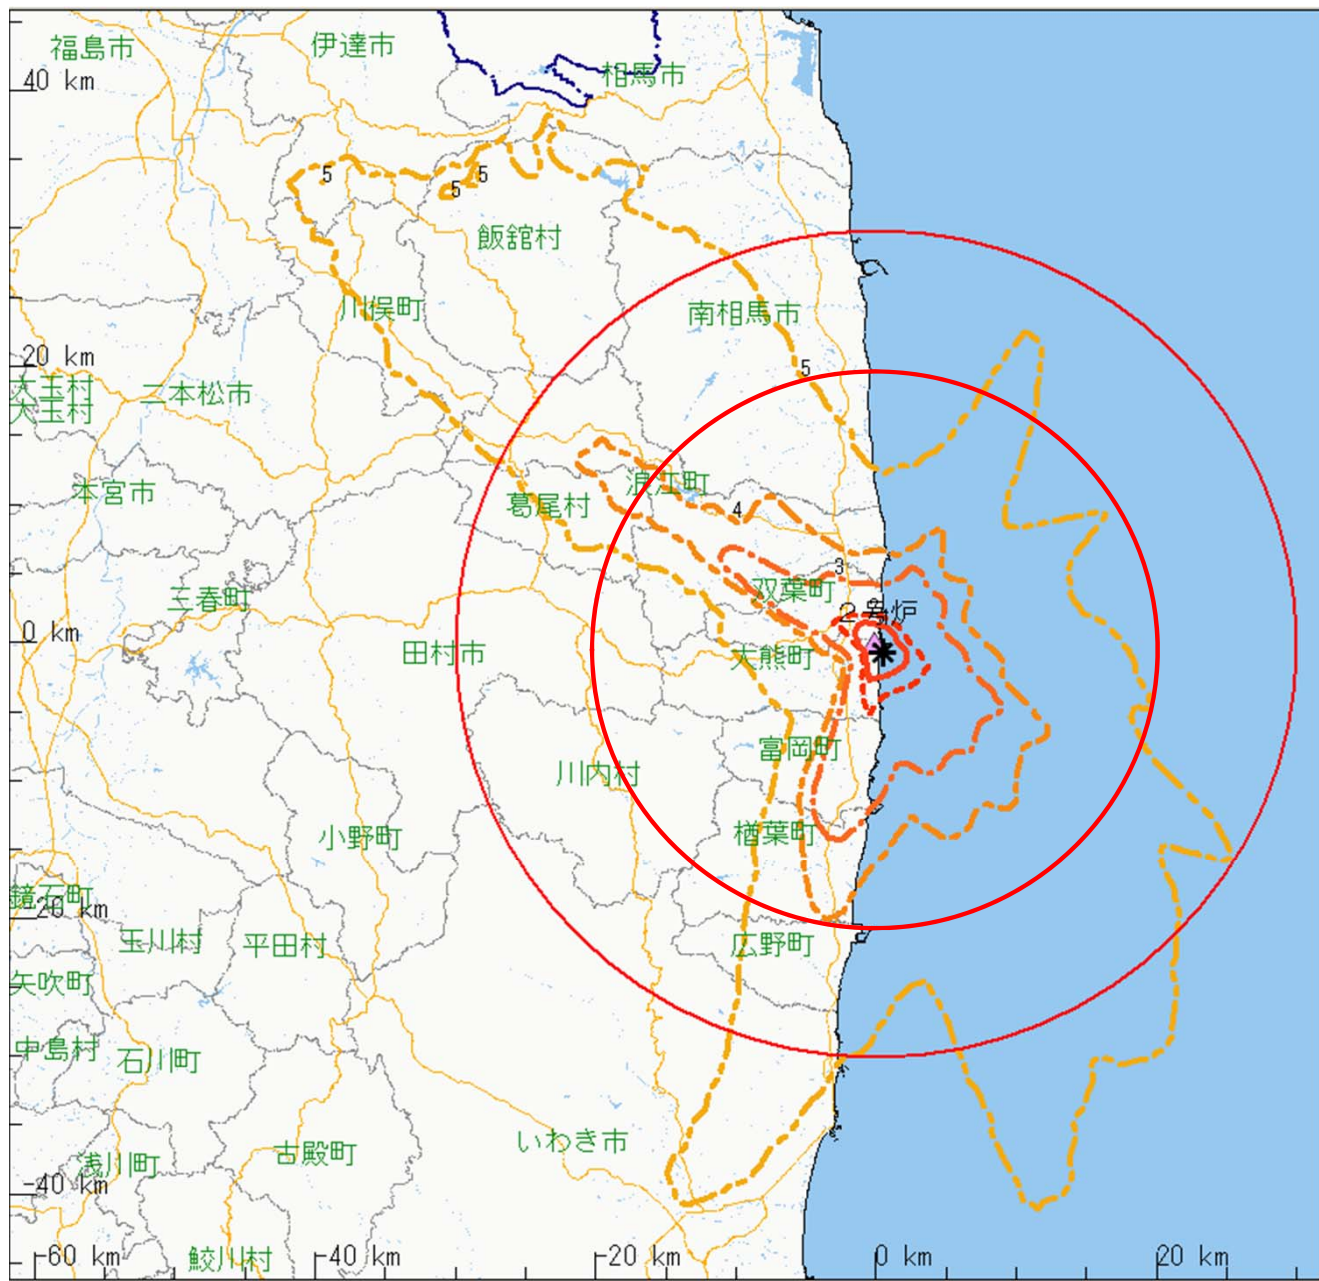 福島市
伊達市
相馬市
40 km
5
5
5
飯舘村
川俣町
南相馬市
20 km
5
大玉村
大玉村
二本松市
本宮市
葛尾村
浪江町
4
3
双葉町
三春町
2号炉
0 km
田村市
大熊町
富岡町
川内村
小野町
楢葉町
鏡石町
-20 km
玉川村
平田村
広野町
矢吹町
中島村
石川町
いわき市
古殿町
浅川町
-40 km
鮫川村
-60 km
-40 km
-20 km
0 km
20 km